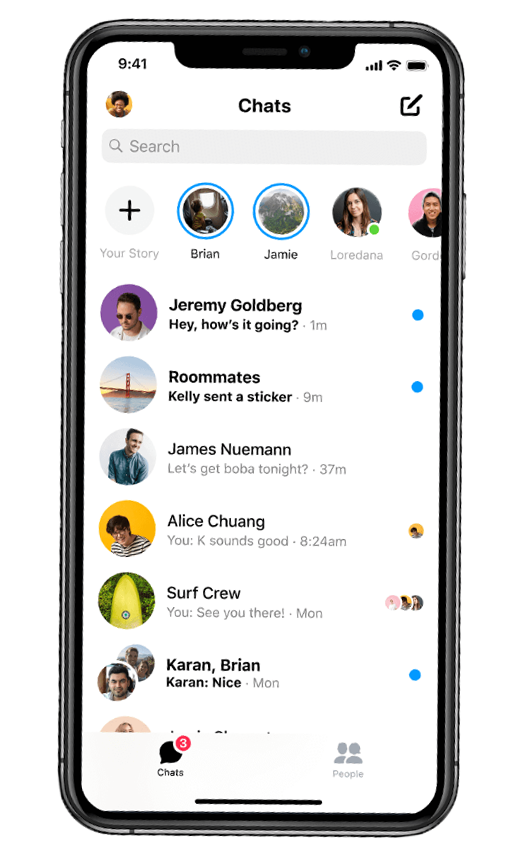 9:41
Chats
Search
Your Story
Brian
Jamie
Loredana
Gord
Jeremy Goldberg
Hey, how's it going? · 1m
Roommates
Kelly sent a sticker · 9m
James Nuemann
Let's get boba tonight? · 37m
Alice Chuang
You: K sounds good · 8:24am
Surf Crew
You: See you there! · Mon
Karan, Brian
Karan: Nice · Mon
3
Chats
People